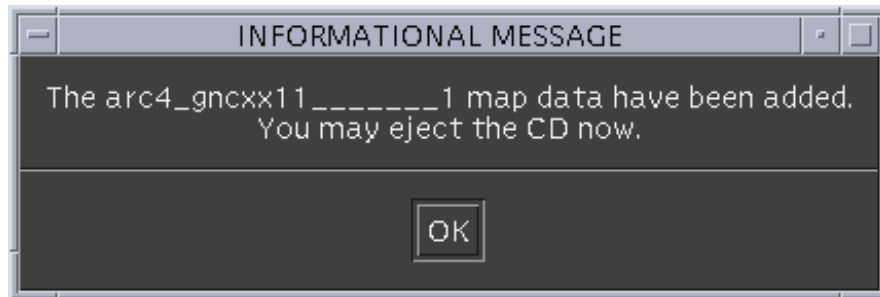 INFORMATIONAL MESSAGE
The arc4_gncxx11_______1 map data have been added.
You may eject the CD now.
OK